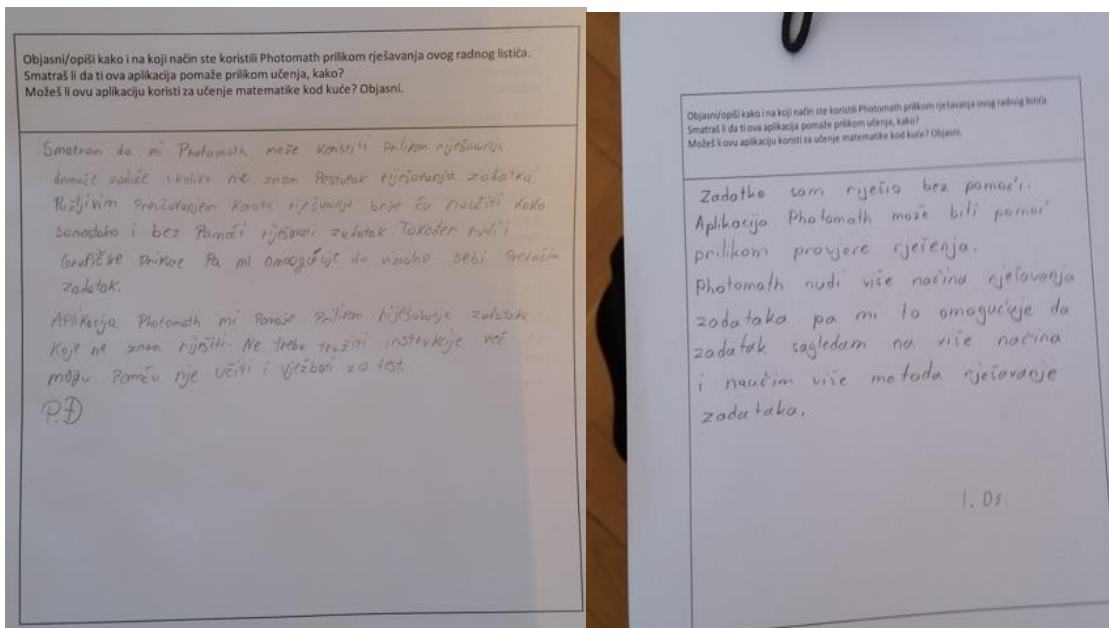 Objasni/opiši kako i na koji način ste koristili Photomath prilikom rješavanja ovog radnog listića.
Smatraš li da ti ova aplikacija pomaže prilikom učenja, kako?
Možeš li ovu aplikaciju koristi za učenje matematike kod kuće? Objasni.
Smatram da mi Photomath može koristiti prilikom rješavanja
domaće zadaće ukoliko ne znam Postupak rješavanja zadatka.
Pažljivim Proučavanjem koraka rješavanja brže ću naučiti kako
samostalno i bez Pomoći rješavati zadatak. Također nudi i
Grafičke Prikaze Pa mi omogućuje da vizualno sebi predočim
zadatak.
Aplikacija Photomath mi Pomaže Prilikom rješavanja zadataka
koje ne znam riješiti. Ne trebam tražiti instrukcije već
mogu Pomoću nje učiti i vježbati za test.
P.Đ
Objasni/opiši kako i na koji način ste koristili Photomath prilikom rješavanja ovog radnog listića.
Smatraš li da ti ova aplikacija pomaže prilikom učenja, kako?
Možeš li ovu aplikaciju koristi za učenje matematike kod kuće? Objasni.
Zadatke sam riješio bez pomoći.
Aplikacija Photomath može biti pomoć
prilikom provjere rješenja.
Photomath nudi više načina rješavanja
zadataka pa mi to omogućuje da
zadatak sagledam na više načina
i naučim više metoda rješavanje
zadataka.
I. Dš.